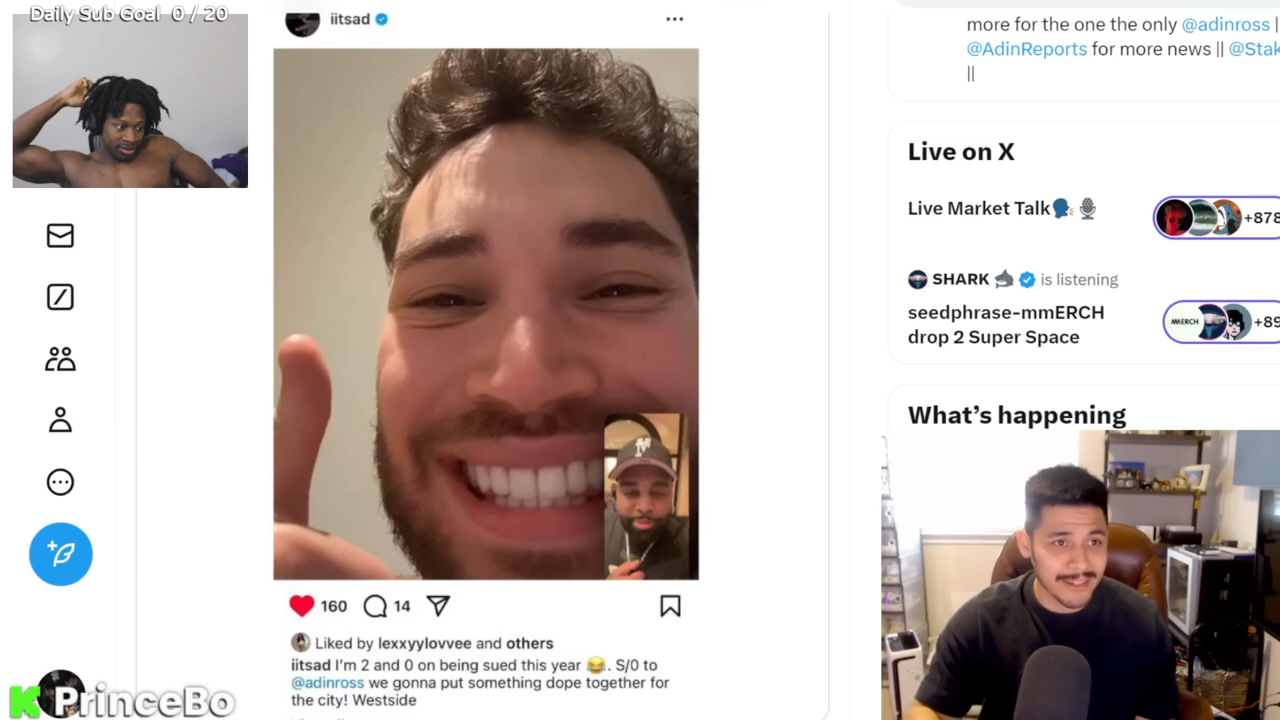 Daily Sub Goal 0 / 20
iitsad
160
14
Liked by lexxyylovvee and others
iitsad I'm 2 and 0 on being sued this year 😂. S/0 to
@adinross we gonna put something dope together for
the city! Westside
K PrinceBo
more for the one the only @adinross |
@AdinReports for more news || @Stak
||
Live on X
Live Market Talk🗣️🎙️
+878
SHARK 🦈 is listening
seedphrase-mmERCH
drop 2 Super Space
MMERCH
+89
What's happening